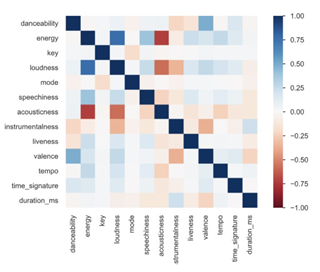 danceability
energy
key
loudness
mode
speechiness
acousticness
instrumentalness
liveness
valence
tempo
time_signature
duration_ms
danceability
energy
key
loudness
mode
speechiness
acousticness
strumentalness
liveness
valence
tempo
time_signature
duration_ms
1.00
0.75
0.50
0.25
0.00
−0.25
−0.50
−0.75
−1.00